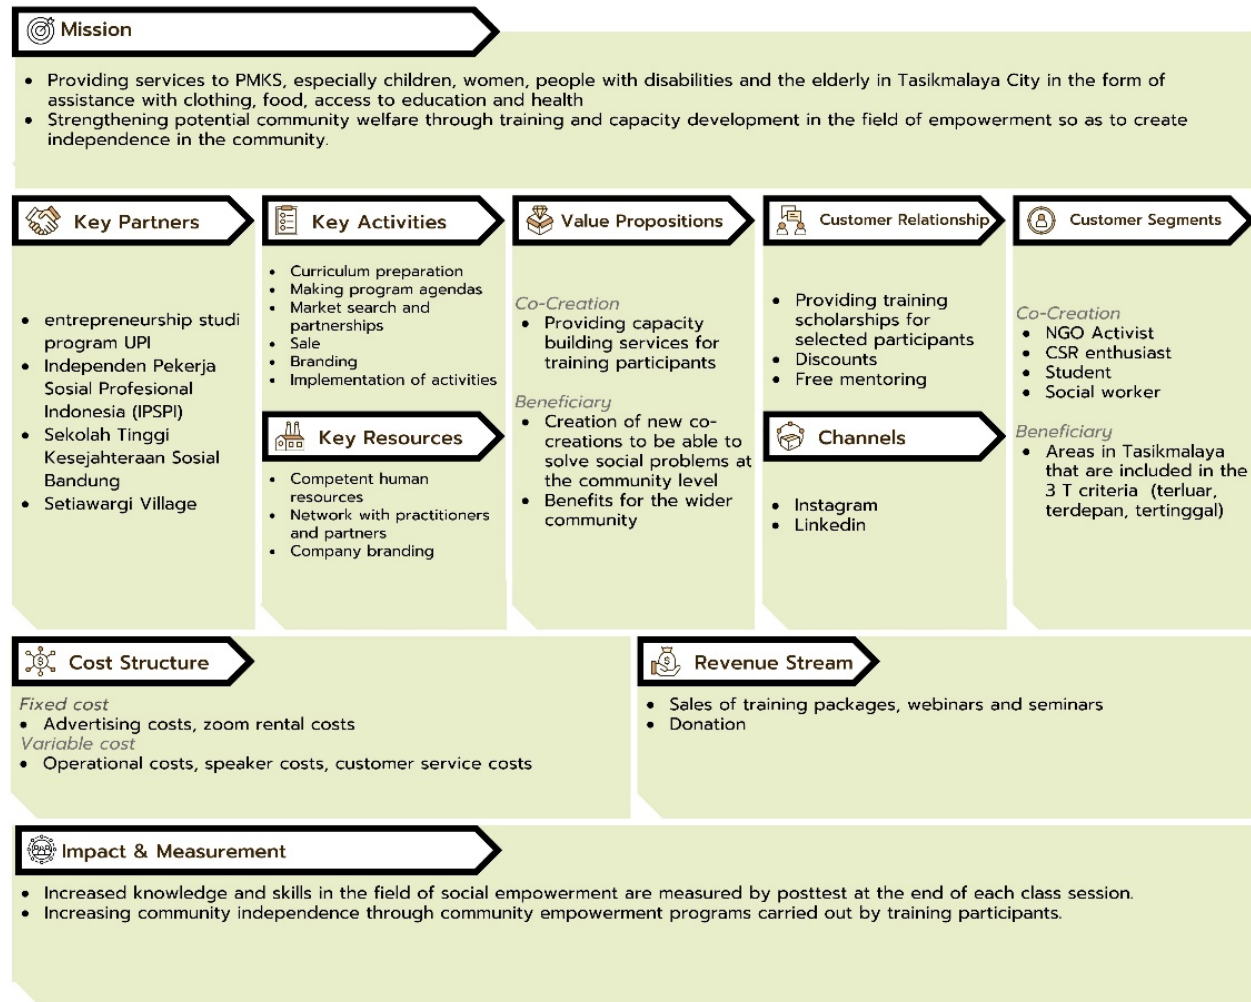 Mission
• Providing services to PMKS, especially children, women, people with disabilities and the elderly in Tasikmalaya City in the form of
assistance with clothing, food, access to education and health
• Strengthening potential community welfare through training and capacity development in the field of empowerment so as to create
independence in the community.
Key Partners
• entrepreneurship studi
program UPI
• Independen Pekerja
Sosial Profesional
Indonesia (IPSPI)
• Sekolah Tinggi
Kesejahteraan Sosial
Bandung
• Setiawargi Village
Key Activities
• Curriculum preparation
• Making program agendas
• Market search and
partnerships
• Sale
• Branding
• Implementation of activities
Key Resources
• Competent human
resources
• Network with practitioners
and partners
• Company branding
Value Propositions
Co-Creation
• Providing capacity
building services for
training participants
Beneficiary
• Creation of new co-
creations to be able to
solve social problems at
the community level
• Benefits for the wider
community
Customer Relationship
• Providing training
scholarships for
selected participants
• Discounts
• Free mentoring
Channels
• Instagram
• Linkedin
Customer Segments
Co-Creation
• NGO Activist
• CSR enthusiast
• Student
• Social worker
Beneficiary
• Areas in Tasikmalaya
that are included in the
3 T criteria (terluar,
terdepan, tertinggal)
Cost Structure
Fixed cost
• Advertising costs, zoom rental costs
Variable cost
• Operational costs, speaker costs, customer service costs
Revenue Stream
• Sales of training packages, webinars and seminars
• Donation
Impact & Measurement
• Increased knowledge and skills in the field of social empowerment are measured by posttest at the end of each class session.
• Increasing community independence through community empowerment programs carried out by training participants.